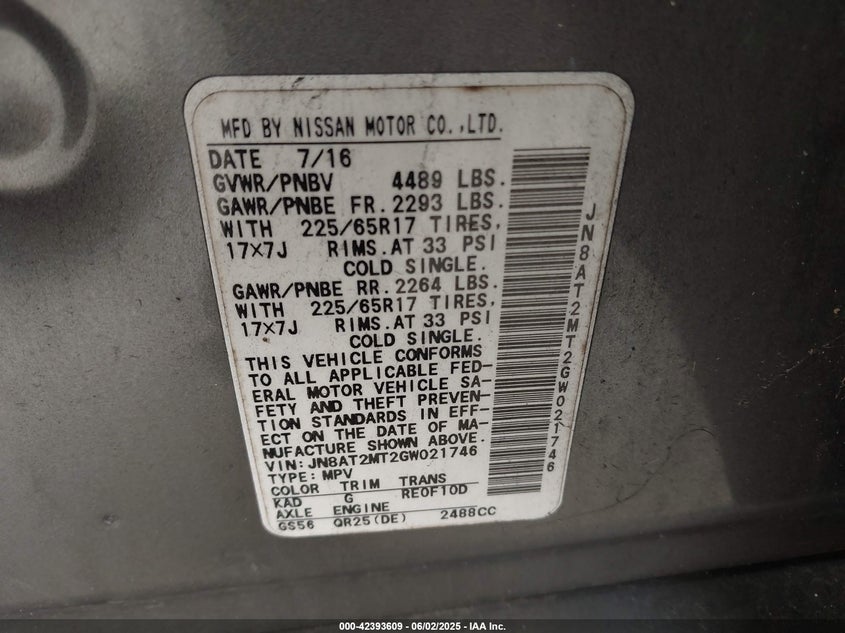 MFD BY NISSAN MOTOR CO.,LTD.
DATE 7/16
GVWR/PNBV 4489 LBS.
GAWR/PNBE FR. 2293 LBS.
WITH 225/65R17 TIRES,
17X7J RIMS. AT 33 PSI
COLD SINGLE.
GAWR/PNBE RR. 2264 LBS.
WITH 225/65R17 TIRES,
17X7J RIMS. AT 33 PSI
COLD SINGLE.
THIS VEHICLE CONFORMS
TO ALL APPLICABLE FED-
ERAL MOTOR VEHICLE SA-
FETY AND THEFT PREVEN-
TION STANDARDS IN EFF-
ECT ON THE DATE OF MA-
NUFACTURE SHOWN ABOVE.
VIN: JN8AT2MT2GW021746
TYPE: MPV
COLOR TRIM TRANS
KAD G RE0F10D
AXLE ENGINE
GS56 QR25(DE) 2488CC
JN8AT2MT2GW021746
000-42393609 - 06/02/2025 - IAA Inc.